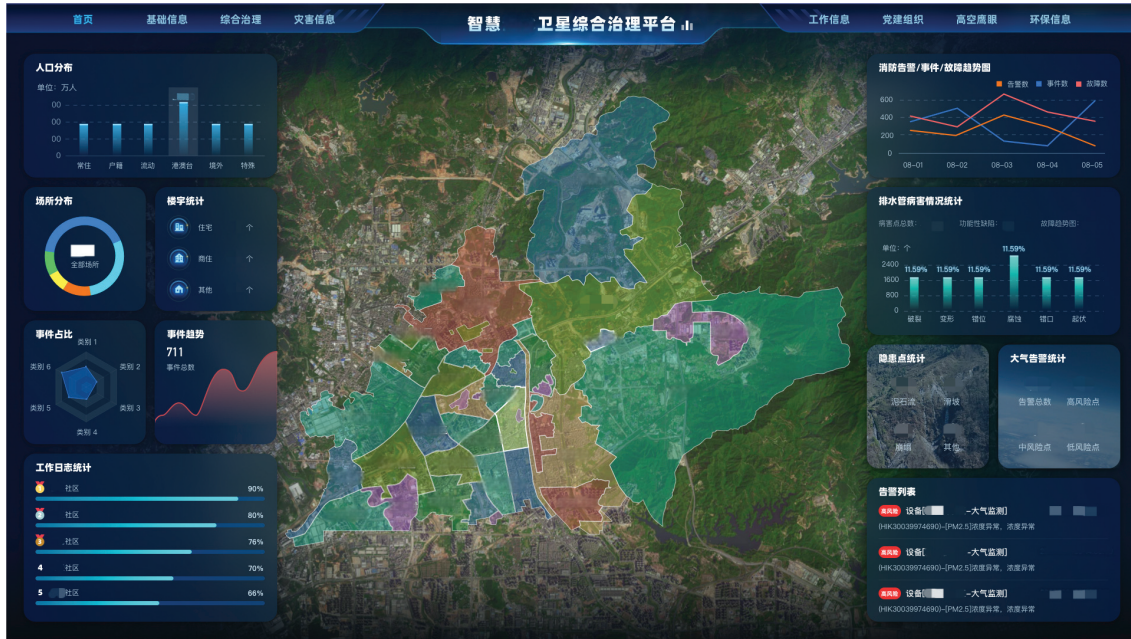 首页
基础信息
综合治理
灾害信息
智慧 卫星综合治理平台
工作信息
党建组织
高空鹰眼
环保信息
人口分布
单位：万人
00
00
00
0
常住 户籍 流动 港澳台 境外 特殊
场所分布
全部场所
楼宇统计
住宅 个
商住 个
其他 个
事件占比
类别 1
类别 2
类别 3
类别 4
类别 5
类别 6
事件趋势
711
事件总数
工作日志统计
社区 90%
社区 80%
社区 76%
4 社区 70%
5 社区 66%
消防告警/事件/故障趋势图
告警数 事件数 故障数
600
400
200
0
08-01 08-02 08-03 08-04 08-05
排水管病害情况统计
病害点总数： 功能性缺陷： 故障趋势图：
单位：个
2400
1600
800
0
11.59% 11.59% 11.59% 11.59% 11.59% 11.59%
破裂 变形 错位 腐蚀 错口 起伏
隐患点统计
泥石流 滑坡
崩塌 其他
大气告警统计
告警总数 高风险点
中风险点 低风险点
告警列表
高风险 设备[ -大气监测]
(HIK30039974690)-[PM2.5]浓度异常，浓度异常
高风险 设备[ -大气监测]
(HIK30039974690)-[PM2.5]浓度异常，浓度异常
高风险 设备[ -大气监测]
(HIK30039974690)-[PM2.5]浓度异常，浓度异常